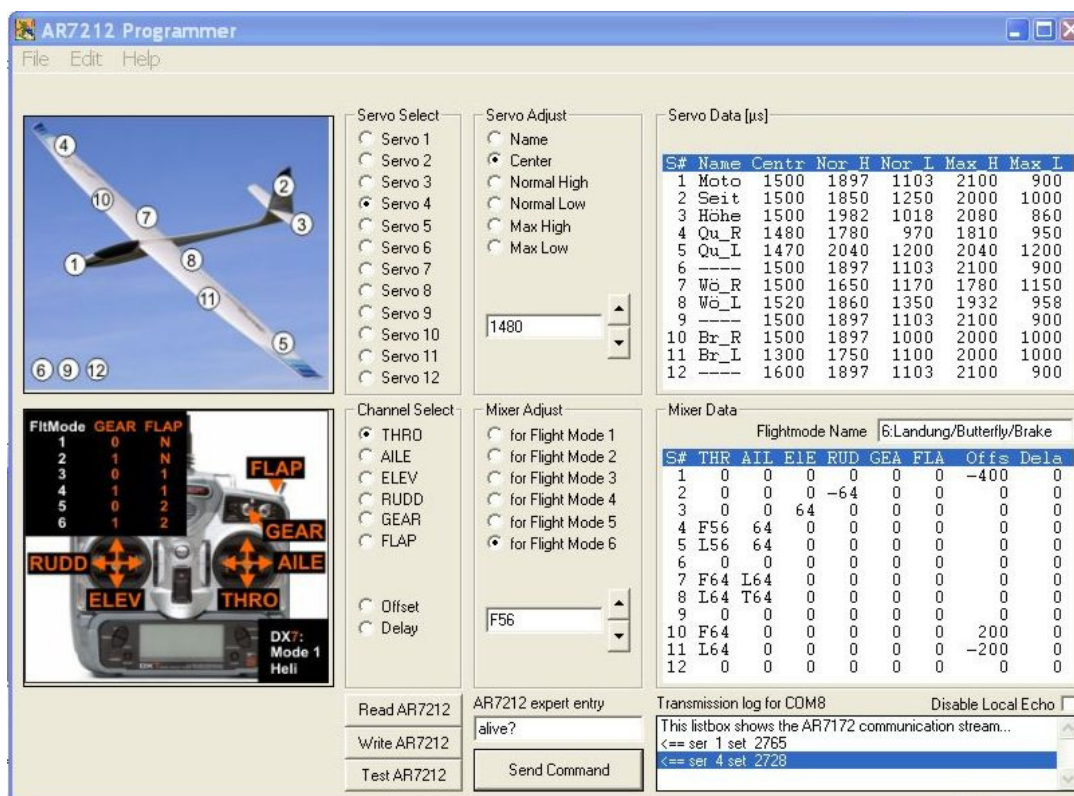 AR7212 Programmer
File Edit Help
4
10
7
2
3
1
8
11
5
6 9 12
Servo Select
Servo 1
Servo 2
Servo 3
Servo 4
Servo 5
Servo 6
Servo 7
Servo 8
Servo 9
Servo 10
Servo 11
Servo 12
Servo Adjust
Name
Center
Normal High
Normal Low
Max High
Max Low
1480
Servo Data [µs]
S# Name Centr Nor_H Nor_L Max_H Max_L
1 Moto 1500 1897 1103 2100 900
2 Seit 1500 1850 1250 2000 1000
3 Höhe 1500 1982 1018 2080 860
4 Qu_R 1480 1780 970 1810 950
5 Qu_L 1470 2040 1200 2040 1200
6 ---- 1500 1897 1103 2100 900
7 Wö_R 1500 1650 1170 1780 1150
8 Wö_L 1520 1860 1350 1932 958
9 ---- 1500 1897 1103 2100 900
10 Br_R 1500 1897 1000 2000 1000
11 Br_L 1300 1750 1100 2000 1000
12 ---- 1600 1897 1103 2100 900
FltMode GEAR FLAP
1 0 N
2 1 N
3 0 1
4 1 1
5 0 2
6 1 2
FLAP
GEAR
RUDD
AILE
ELEV
THRO
DX7
DX7:
Mode 1
Heli
Channel Select
THRO
AILE
ELEV
RUDD
GEAR
FLAP
Offset
Delay
Mixer Adjust
for Flight Mode 1
for Flight Mode 2
for Flight Mode 3
for Flight Mode 4
for Flight Mode 5
for Flight Mode 6
F56
Mixer Data
Flightmode Name 6:Landung/Butterfly/Brake
S# THR AIL ElE RUD GEA FLA Offs Dela
1 0 0 0 0 0 0 -400 0
2 0 0 0 -64 0 0 0 0
3 0 0 64 0 0 0 0 0
4 F56 64 0 0 0 0 0 0
5 L56 64 0 0 0 0 0 0
6 0 0 0 0 0 0 0 0
7 F64 L64 0 0 0 0 0 0
8 L64 T64 0 0 0 0 0 0
9 0 0 0 0 0 0 0 0
10 F64 0 0 0 0 0 200 0
11 L64 0 0 0 0 0 -200 0
12 0 0 0 0 0 0 0 0
Read AR7212
Write AR7212
Test AR7212
AR7212 expert entry
alive?
Send Command
Transmission log for COM8 Disable Local Echo
This listbox shows the AR7172 communication stream...
<== ser 1 set 2765
<== ser 4 set 2728